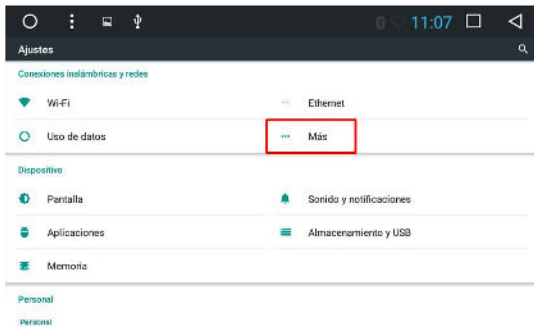 11:07
Ajustes
Conexiones inalámbricas y redes
Wi-Fi
Ethernet
Uso de datos
Más
Dispositivo
Pantalla
Sonido y notificaciones
Aplicaciones
Almacenamiento y USB
Memoria
Personal
Personal